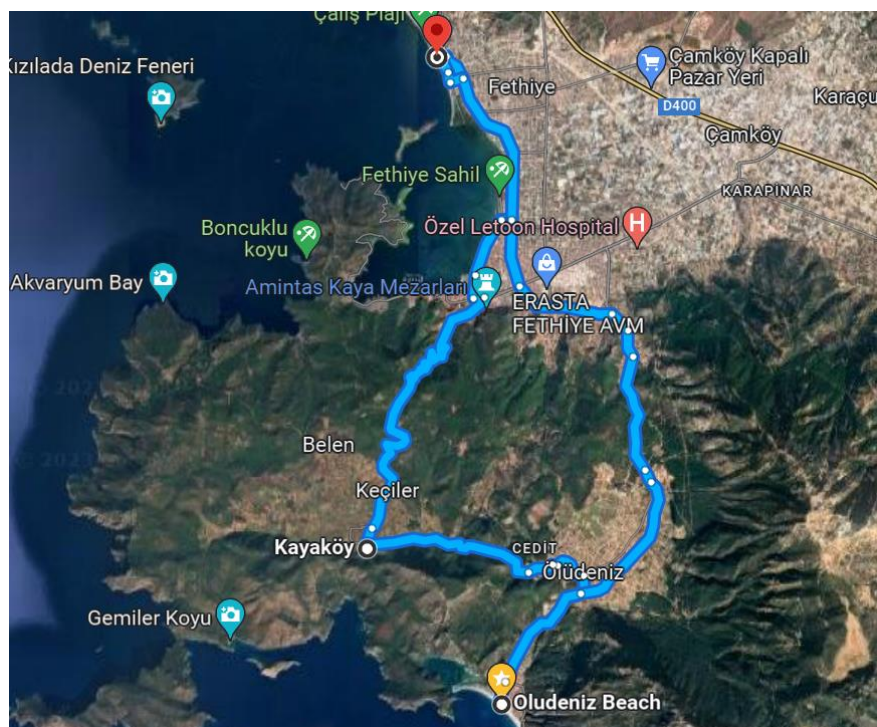 Çalış Plajı
Kızılada Deniz Feneri
Çamköy Kapalı
Pazar Yeri
Fethiye
D400
Karaçu
Çamköy
Fethiye Sahil
KARAPINAR
Özel Letoon Hospital
H
Boncuklu
koyu
Akvaryum Bay
Amintas Kaya Mezarları
ERASTA
FETHİYE AVM
Belen
Keçiler
Kayaköy
CEDİT
Ölüdeniz
Gemiler Koyu
Oludeniz Beach